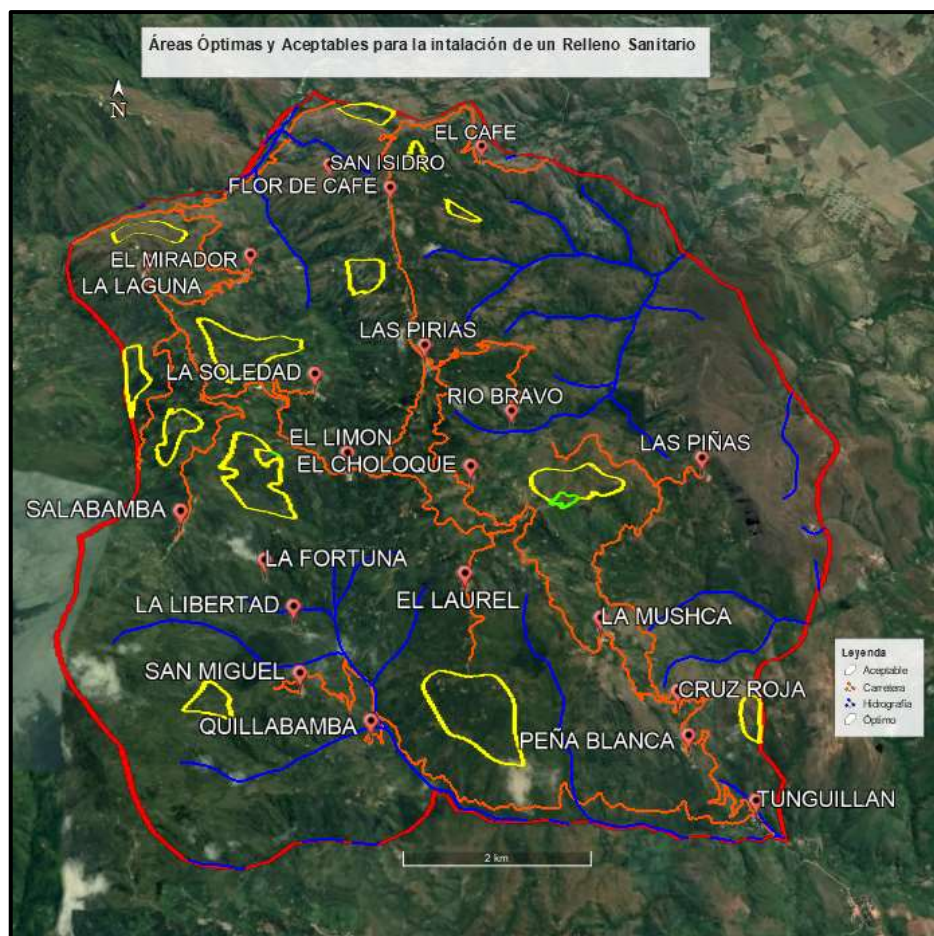 Áreas Óptimas y Aceptables para la intalación de un Relleno Sanitario
N
EL CAFE
SAN ISIDRO
FLOR DE CAFE
EL MIRADOR
LA LAGUNA
LAS PIRIAS
LA SOLEDAD
RIO BRAVO
EL LIMON
LAS PIÑAS
EL CHOLOQUE
SALABAMBA
LA FORTUNA
EL LAUREL
LA LIBERTAD
LA MUSHCA
SAN MIGUEL
CRUZ ROJA
QUILLABAMBA
PEÑA BLANCA
TUNGUILLAN
Leyenda
Aceptable
Carretera
Hidrografía
Óptimo
2 km